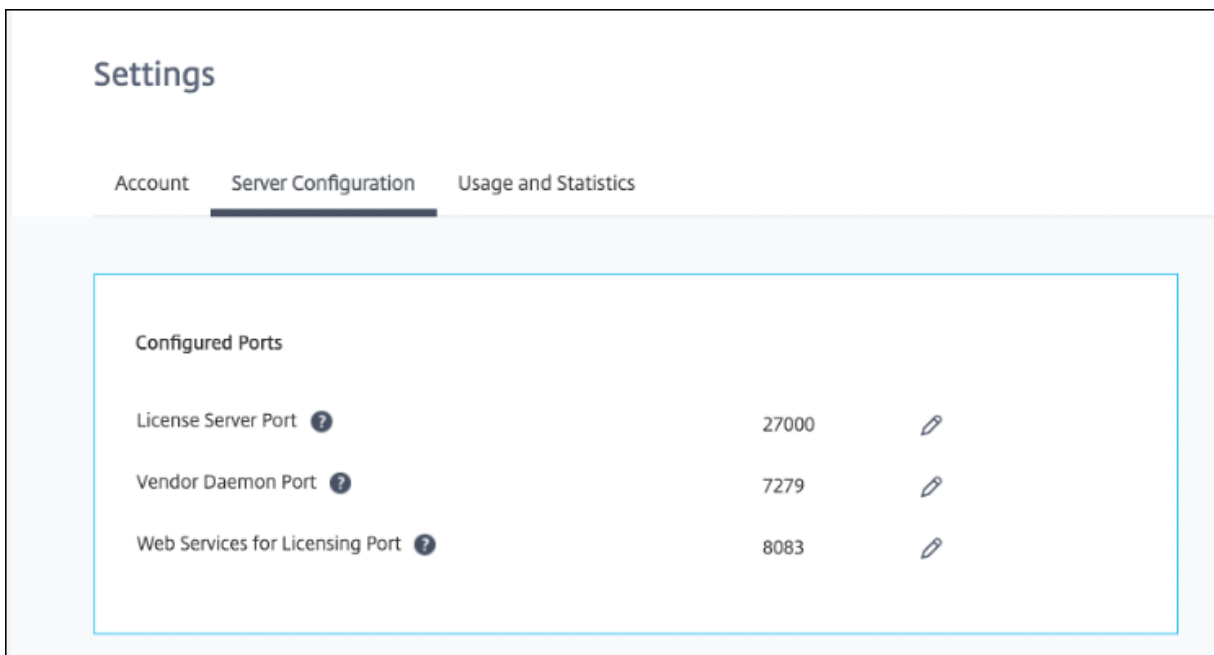 Settings
Account Server Configuration Usage and Statistics
Configured Ports
License Server Port ? 27000
Vendor Daemon Port ? 7279
Web Services for Licensing Port ? 8083